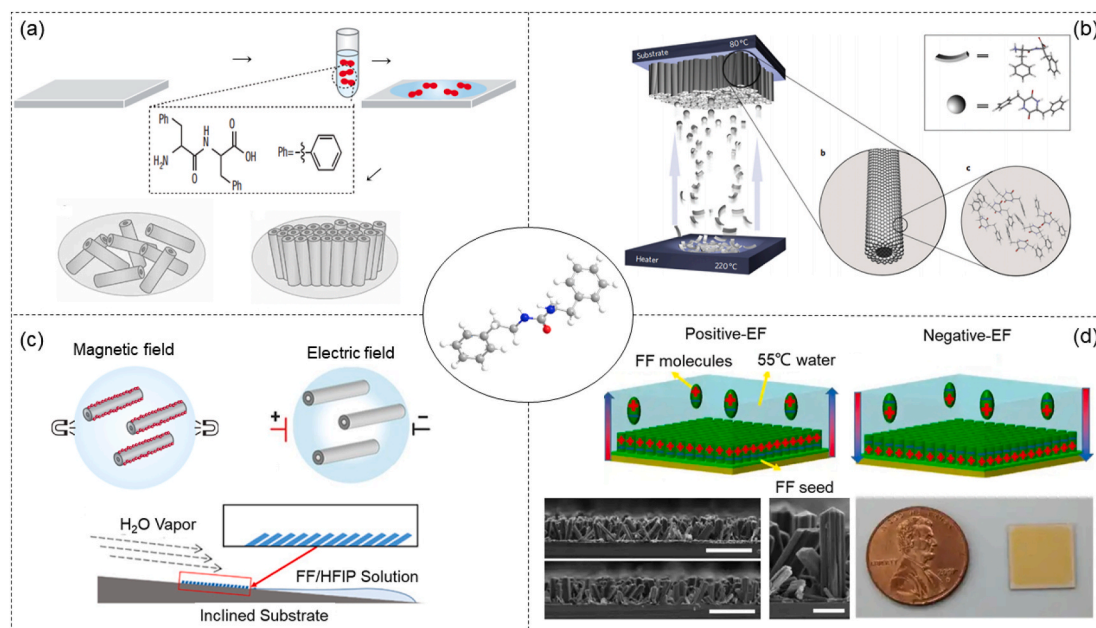 (a)
Ph
O
H
N
OH
H₂N
O
Ph
Ph=
(b)
Substrate
80 °C
b
c
Heater
220 °C
(c)
Magnetic field
Electric field
+
−
H₂O Vapor
FF/HFIP Solution
Inclined Substrate
(d)
Positive-EF
Negative-EF
FF molecules
55℃ water
FF seed
LIBERTY